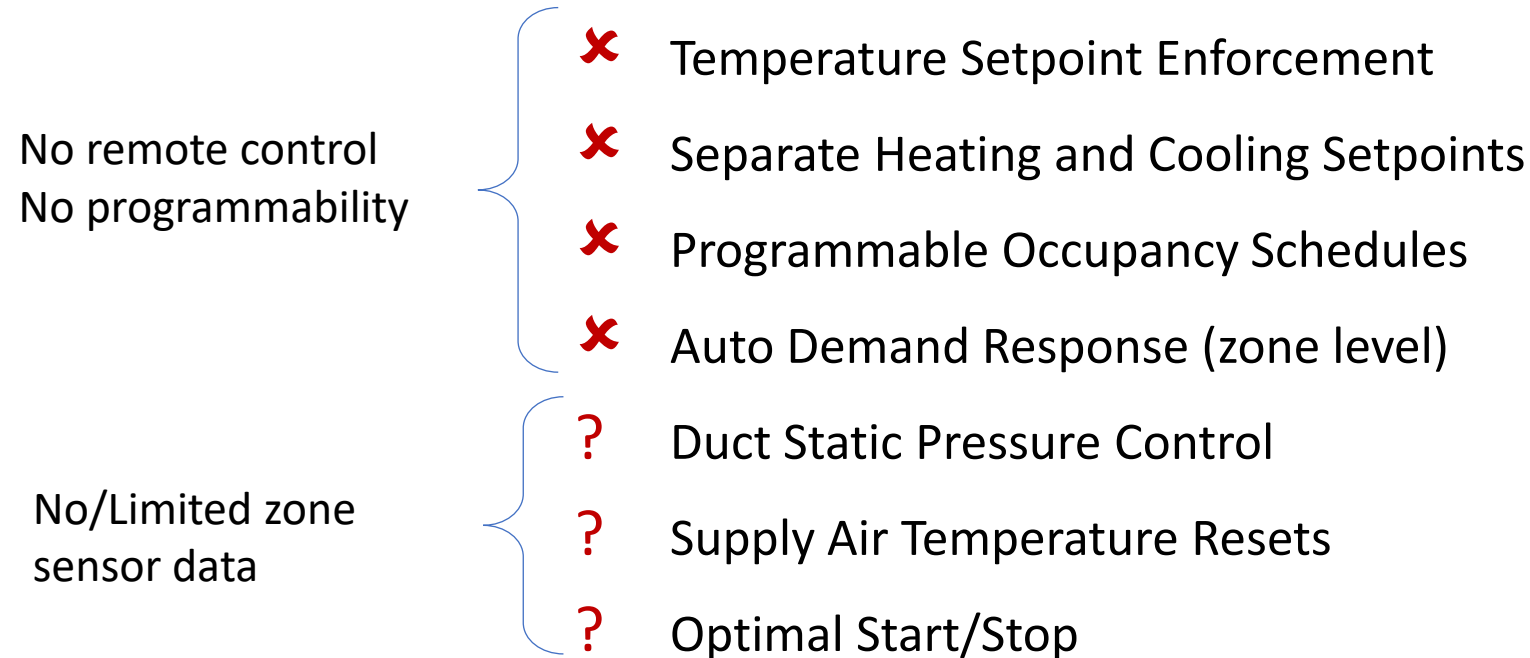 No remote control
No programmability
✘ Temperature Setpoint Enforcement
✘ Separate Heating and Cooling Setpoints
✘ Programmable Occupancy Schedules
✘ Auto Demand Response (zone level)
No/Limited zone
sensor data
? Duct Static Pressure Control
? Supply Air Temperature Resets
? Optimal Start/Stop